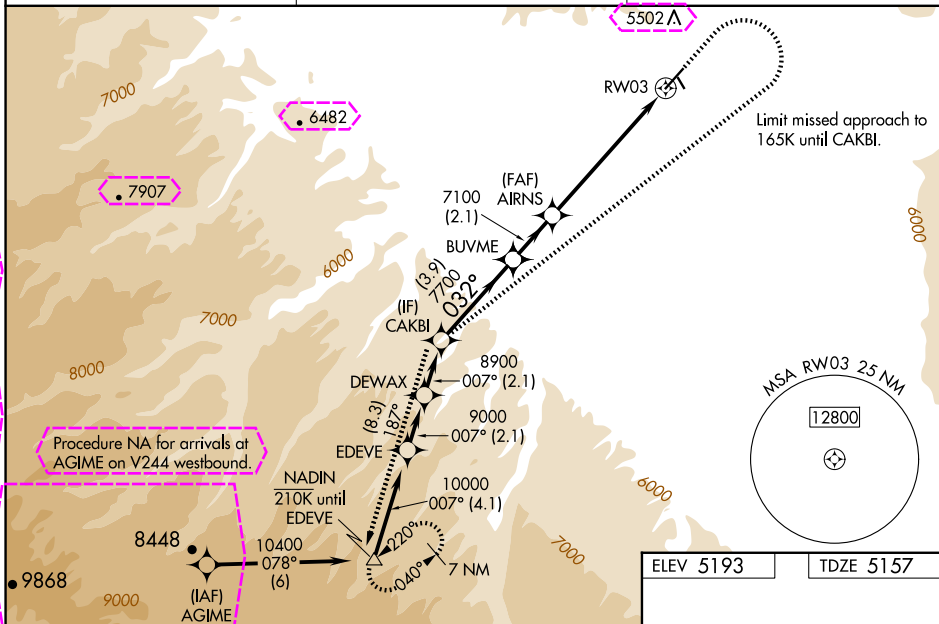 5502
7000
6482
RW03
Limit missed approach to
165K until CAKBI.
7907
(FAF)
AIRNS
7100
(2.1)
6000
BUVME
6000
(3.9)
7700
032°
(IF)
CAKBI
7000
8000
8900
007° (2.1)
DEWAX
MSA RW03 25 NM
12800
(8.3)
187°
9000
007° (2.1)
Procedure NA for arrivals at
AGIME on V244 westbound.
EDEVE
NADIN
210K until
EDEVE
10000
007° (4.1)
6000
8448
10400
078°
(6)
220°
040°
7 NM
7000
9868
9000
(IAF)
AGIME
ELEV 5193
TDZE 5157